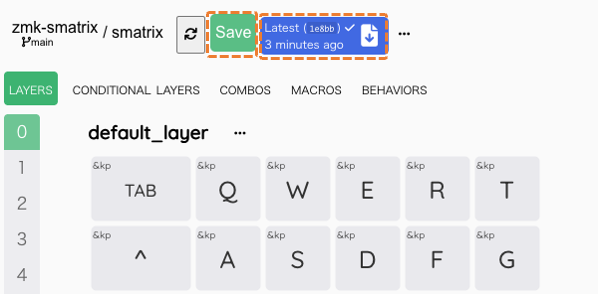 zmk-smatrix / smatrix
main
Save
Latest (1e8bb)
3 minutes ago
LAYERS CONDITIONAL LAYERS COMBOS MACROS BEHAVIORS
0 default_layer
1
2
3
4
&kp &kp &kp &kp &kp &kp
TAB Q W E R T
&kp &kp &kp &kp &kp &kp
^ A S D F G